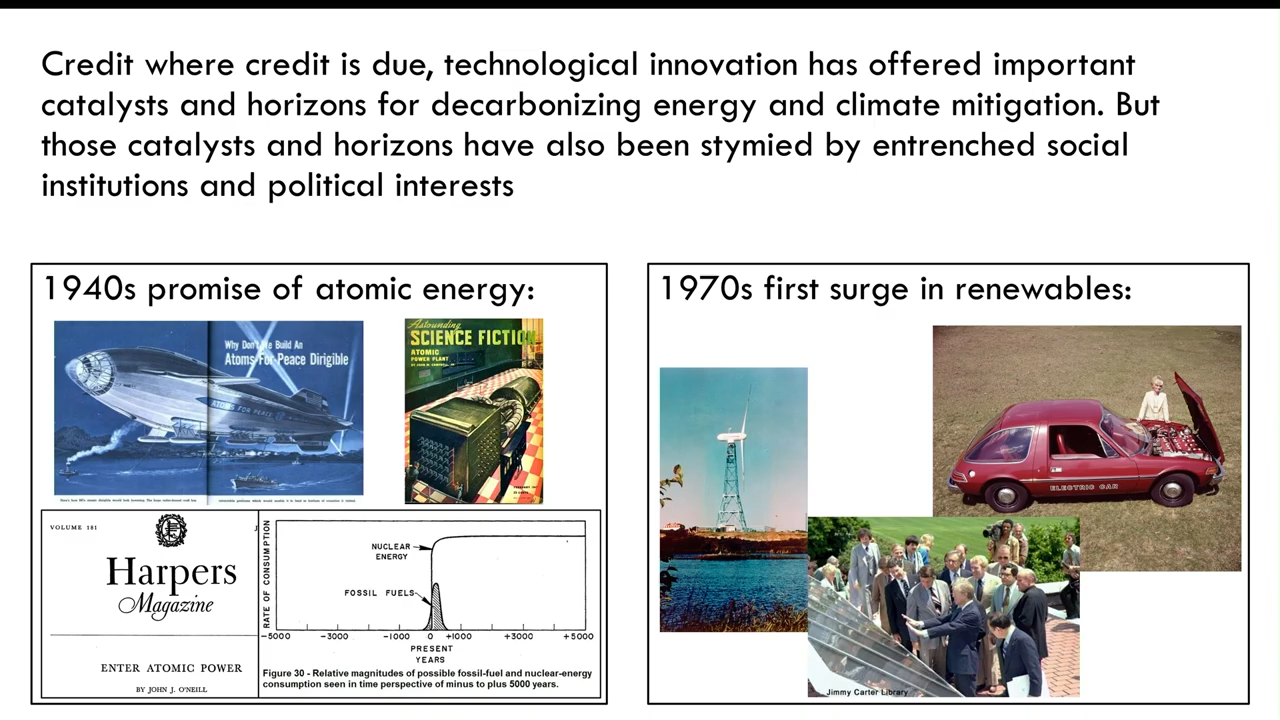 Credit where credit is due, technological innovation has offered important
catalysts and horizons for decarbonizing energy and climate mitigation. But
those catalysts and horizons have also been stymied by entrenched social
institutions and political interests
1940s promise of atomic energy:
Why Don't We Build An
Atoms For Peace Dirigible
ATOMS FOR PEACE
Astounding
SCIENCE FICTION
ATOMIC
POWER PLANT
VOLUME 181
Harpers
Magazine
ENTER ATOMIC POWER
BY JOHN J. O'NEILL
RATE OF CONSUMPTION
NUCLEAR
ENERGY
FOSSIL FUELS
-5000 -3000 -1000 0 +1000 +3000 +5000
PRESENT
YEARS
Figure 30 - Relative magnitudes of possible fossil-fuel and nuclear-energy
consumption seen in time perspective of minus to plus 5000 years.
1970s first surge in renewables:
ELECTRIC CAR
Jimmy Carter Library